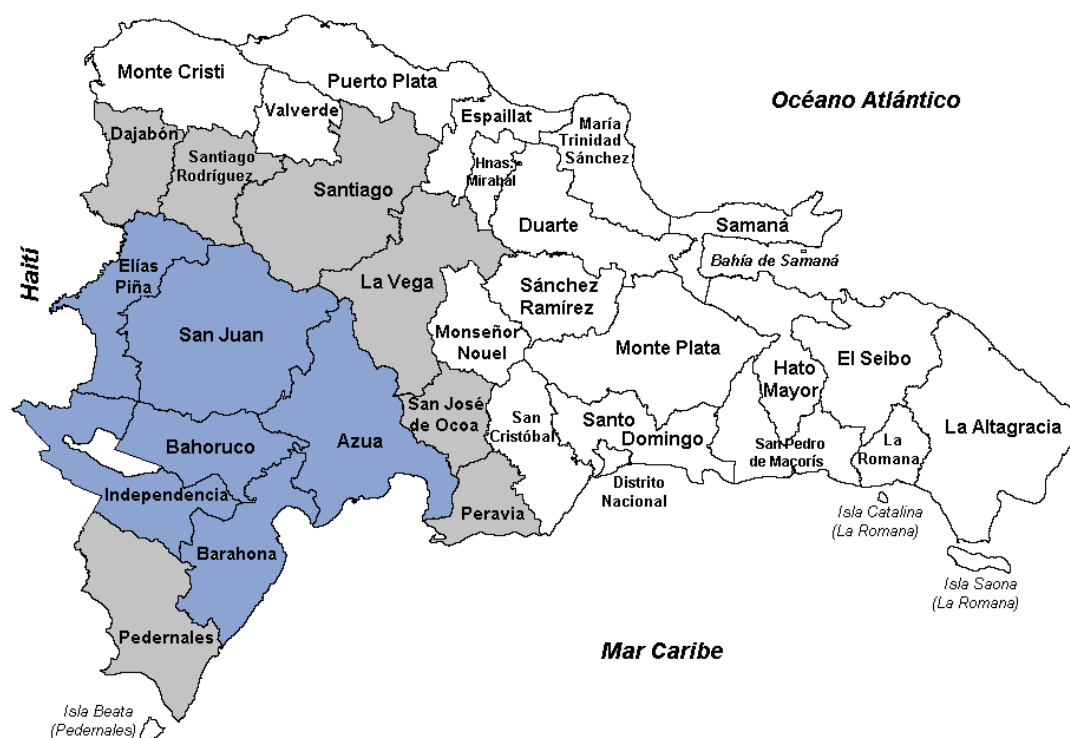 Monte Cristi
Puerto Plata
Océano Atlántico
Valverde
Espaillat
María
Trinidad
Sánchez
Dajabón
Santiago
Rodríguez
Hnas.
Mirabal
Santiago
Duarte
Samaná
Bahía de Samaná
Haití
Elías
Piña
La Vega
Sánchez
Ramírez
San Juan
Monseñor
Nouel
Monte Plata
Hato
Mayor
El Seibo
San José
de Ocoa
San
Cristóbal
Santo
Domingo
La Altagracia
Bahoruco
Azua
San Pedro
de Macorís
La
Romana
Distrito
Nacional
Independencia
Peravia
Isla Catalina
(La Romana)
Barahona
Isla Saona
(La Romana)
Pedernales
Mar Caribe
Isla Beata
(Pedernales)